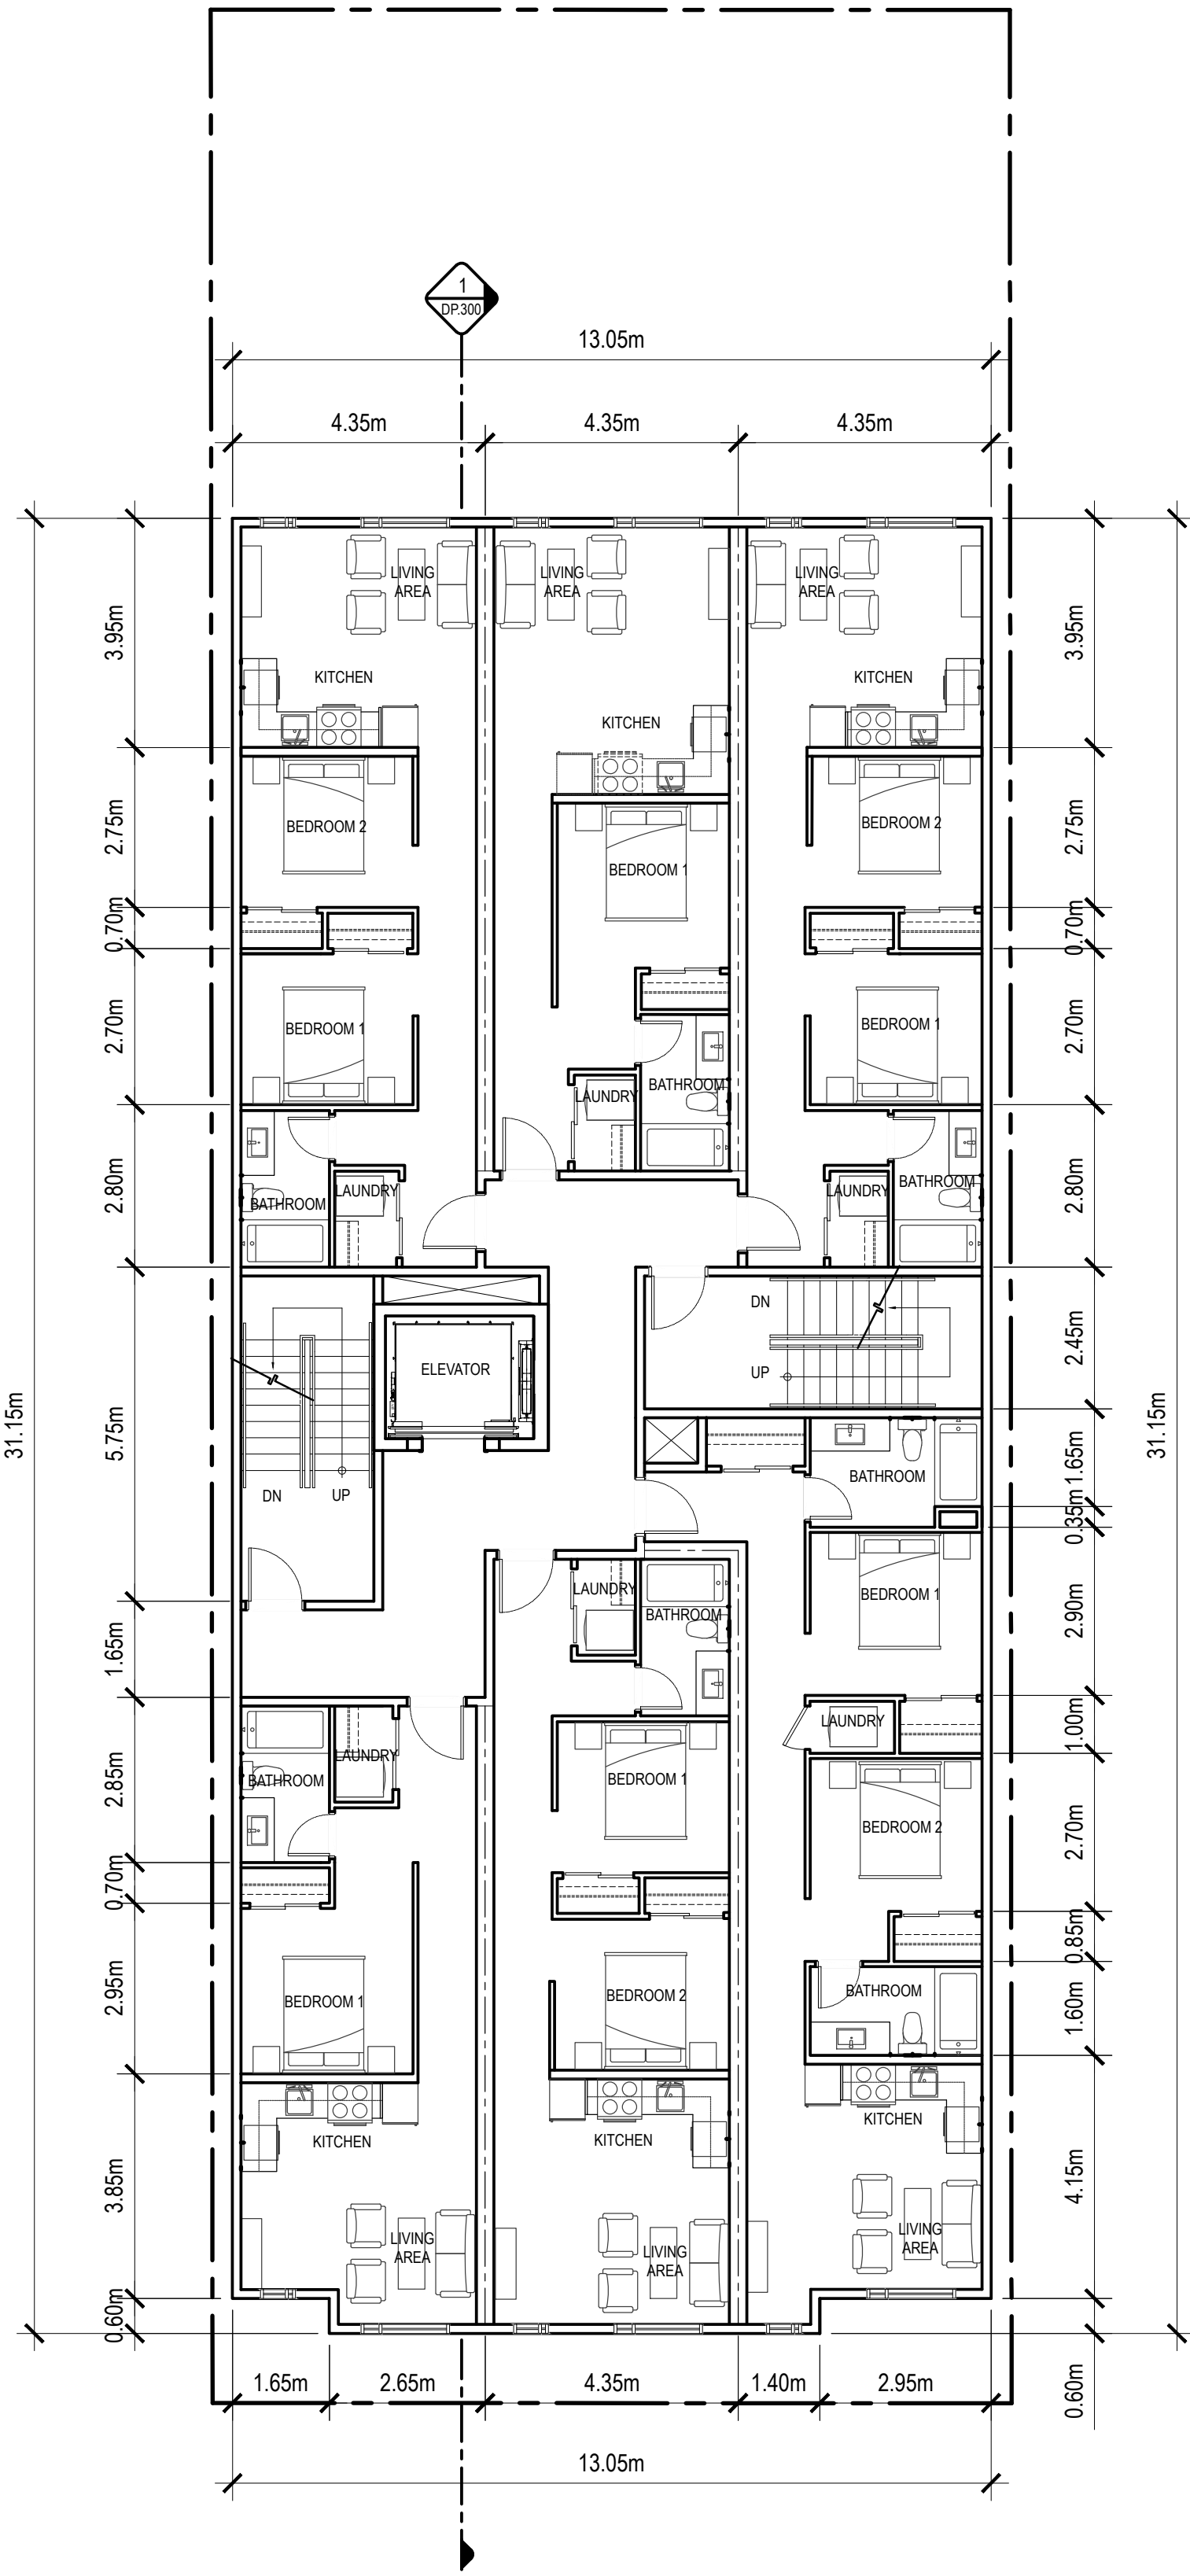 1
DP.300
13.05m
4.35m
4.35m
4.35m
LIVING
AREA
LIVING
AREA
LIVING
AREA
3.95m
3.95m
KITCHEN
KITCHEN
KITCHEN
BEDROOM 2
BEDROOM 2
2.75m
2.75m
BEDROOM 1
0.70m
0.70m
BEDROOM 1
BEDROOM 1
2.70m
2.70m
BATHROOM
LAUNDRY
2.80m
2.80m
BATHROOM
LAUNDRY
LAUNDRY
BATHROOM
DN
UP
2.45m
ELEVATOR
31.15m
5.75m
31.15m
DN
UP
BATHROOM
1.65m
0.35m
LAUNDRY
BATHROOM
BEDROOM 1
2.90m
1.65m
LAUNDRY
1.00m
LAUNDRY
BATHROOM
BEDROOM 1
2.85m
BEDROOM 2
2.70m
0.70m
0.85m
BEDROOM 1
BEDROOM 2
BATHROOM
2.95m
1.60m
KITCHEN
KITCHEN
KITCHEN
3.85m
4.15m
LIVING
AREA
LIVING
AREA
LIVING
AREA
0.60m
0.60m
1.65m
2.65m
4.35m
1.40m
2.95m
13.05m